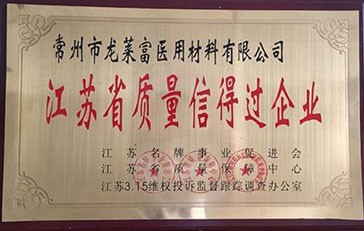 常州市龙莱富医用材料有限公司
江苏省质量信得过企业
江苏名牌事业促进会
江苏省质量保障中心
江苏3.15维权投诉监督跟踪调查办公室